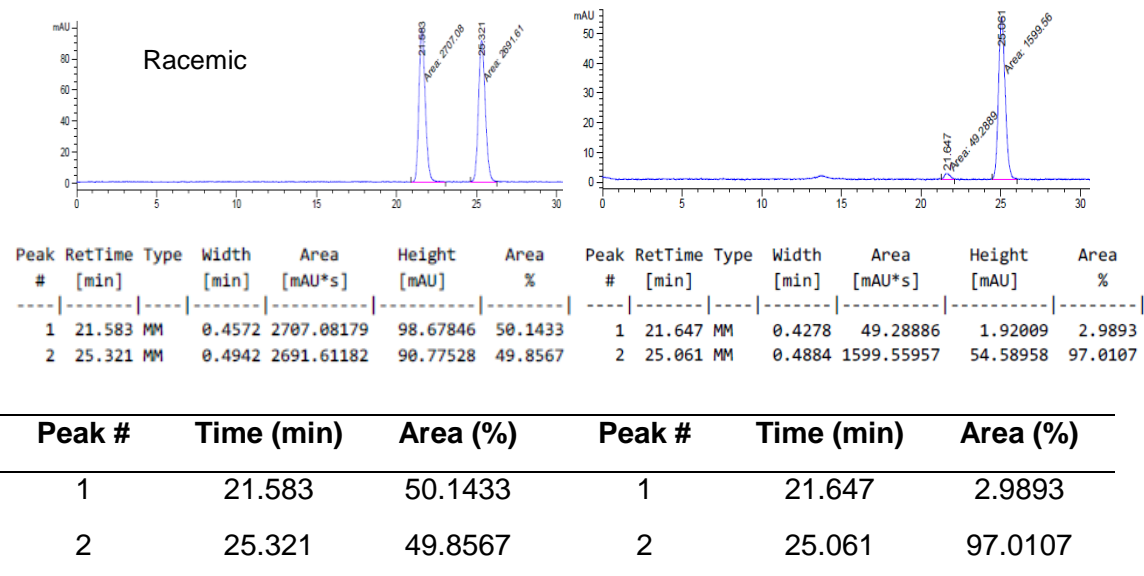 mAU
80
60
40
20
0
Racemic
21.583
Area: 2707.08
25.321
Area: 2691.61
0 5 10 15 20 25 30
mAU
50
40
30
20
10
0
21.647
Area: 49.2889
25.061
Area: 1599.56
0 5 10 15 20 25 30
Peak RetTime Type Width Area Height Area
# [min] [min] [mAU*s] [mAU] %
----|-------|----|-------|----------|----------|--------|
1 21.583 MM 0.4572 2707.08179 98.67846 50.1433
2 25.321 MM 0.4942 2691.61182 90.77528 49.8567
Peak RetTime Type Width Area Height Area
# [min] [min] [mAU*s] [mAU] %
----|-------|----|-------|----------|----------|--------|
1 21.647 MM 0.4278 49.28886 1.92009 2.9893
2 25.061 MM 0.4884 1599.55957 54.58958 97.0107
Peak # Time (min) Area (%) Peak # Time (min) Area (%)
1 21.583 50.1433 1 21.647 2.9893
2 25.321 49.8567 2 25.061 97.0107